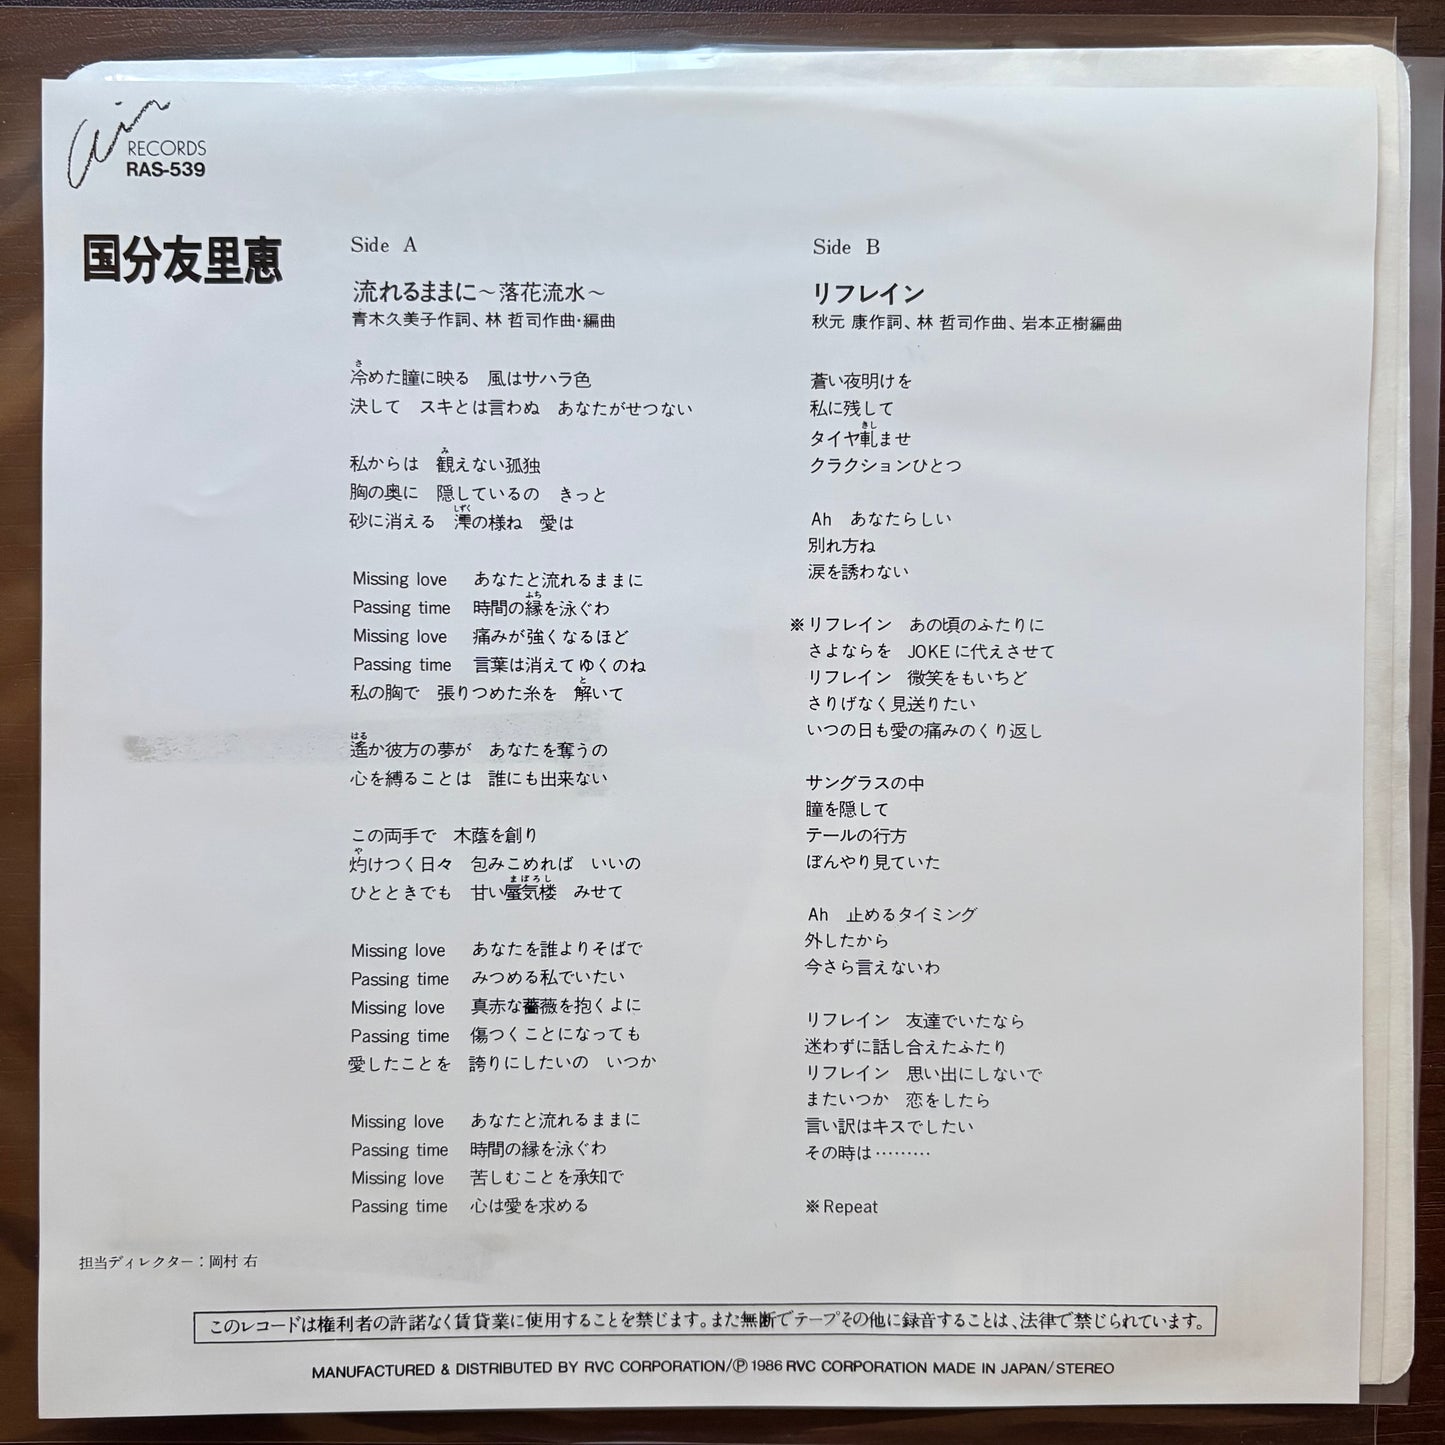 Air
RECORDS
RAS-539
国分友里恵
Side A
流れるままに～落花流水～
青木久美子作詞、林 哲司作曲・編曲
冷めた瞳に映る　風はサハラ色
決して　スキとは言わぬ　あなたがせつない
私からは　観えない孤独
胸の奥に　隠しているの　きっと
砂に消える　澪の様ね　愛は
Missing love　あなたと流れるままに
Passing time　時間の縁を泳ぐわ
Missing love　痛みが強くなるほど
Passing time　言葉は消えてゆくのね
私の胸で　張りつめた糸を　解いて
遙か彼方の夢が　あなたを奪うの
心を縛ることは　誰にも出来ない
この両手で　木蔭を創り
灼けつく日々　包みこめれば　いいの
ひとときでも　甘い蜃気楼　みせて
Missing love　あなたを誰よりそばで
Passing time　みつめる私でいたい
Missing love　真赤な薔薇を抱くよに
Passing time　傷つくことになっても
愛したことを　誇りにしたいの　いつか
Missing love　あなたと流れるままに
Passing time　時間の縁を泳ぐわ
Missing love　苦しむことを承知で
Passing time　心は愛を求める
Side B
リフレイン
秋元 康作詞、林 哲司作曲、岩本正樹編曲
蒼い夜明けを
私に残して
タイヤ軋ませ
クラクションひとつ
Ah　あなたらしい
別れ方ね
涙を誘わない
※リフレイン　あの頃のふたりに
さよならを　JOKEに代えさせて
リフレイン　微笑をもいちど
さりげなく見送りたい
いつの日も愛の痛みのくり返し
サングラスの中
瞳を隠して
テールの行方
ぼんやり見ていた
Ah　止めるタイミング
外したから
今さら言えないわ
リフレイン　友達でいたなら
迷わずに話し合えたふたり
リフレイン　思い出にしないで
またいつか　恋をしたら
言い訳はキスでしたい
その時は………
※Repeat
担当ディレクター：岡村 右
このレコードは権利者の許諾なく賃貸業に使用することを禁じます。また無断でテープその他に録音することは、法律で禁じられています。
MANUFACTURED & DISTRIBUTED BY RVC CORPORATION/Ⓟ 1986 RVC CORPORATION MADE IN JAPAN/STEREO